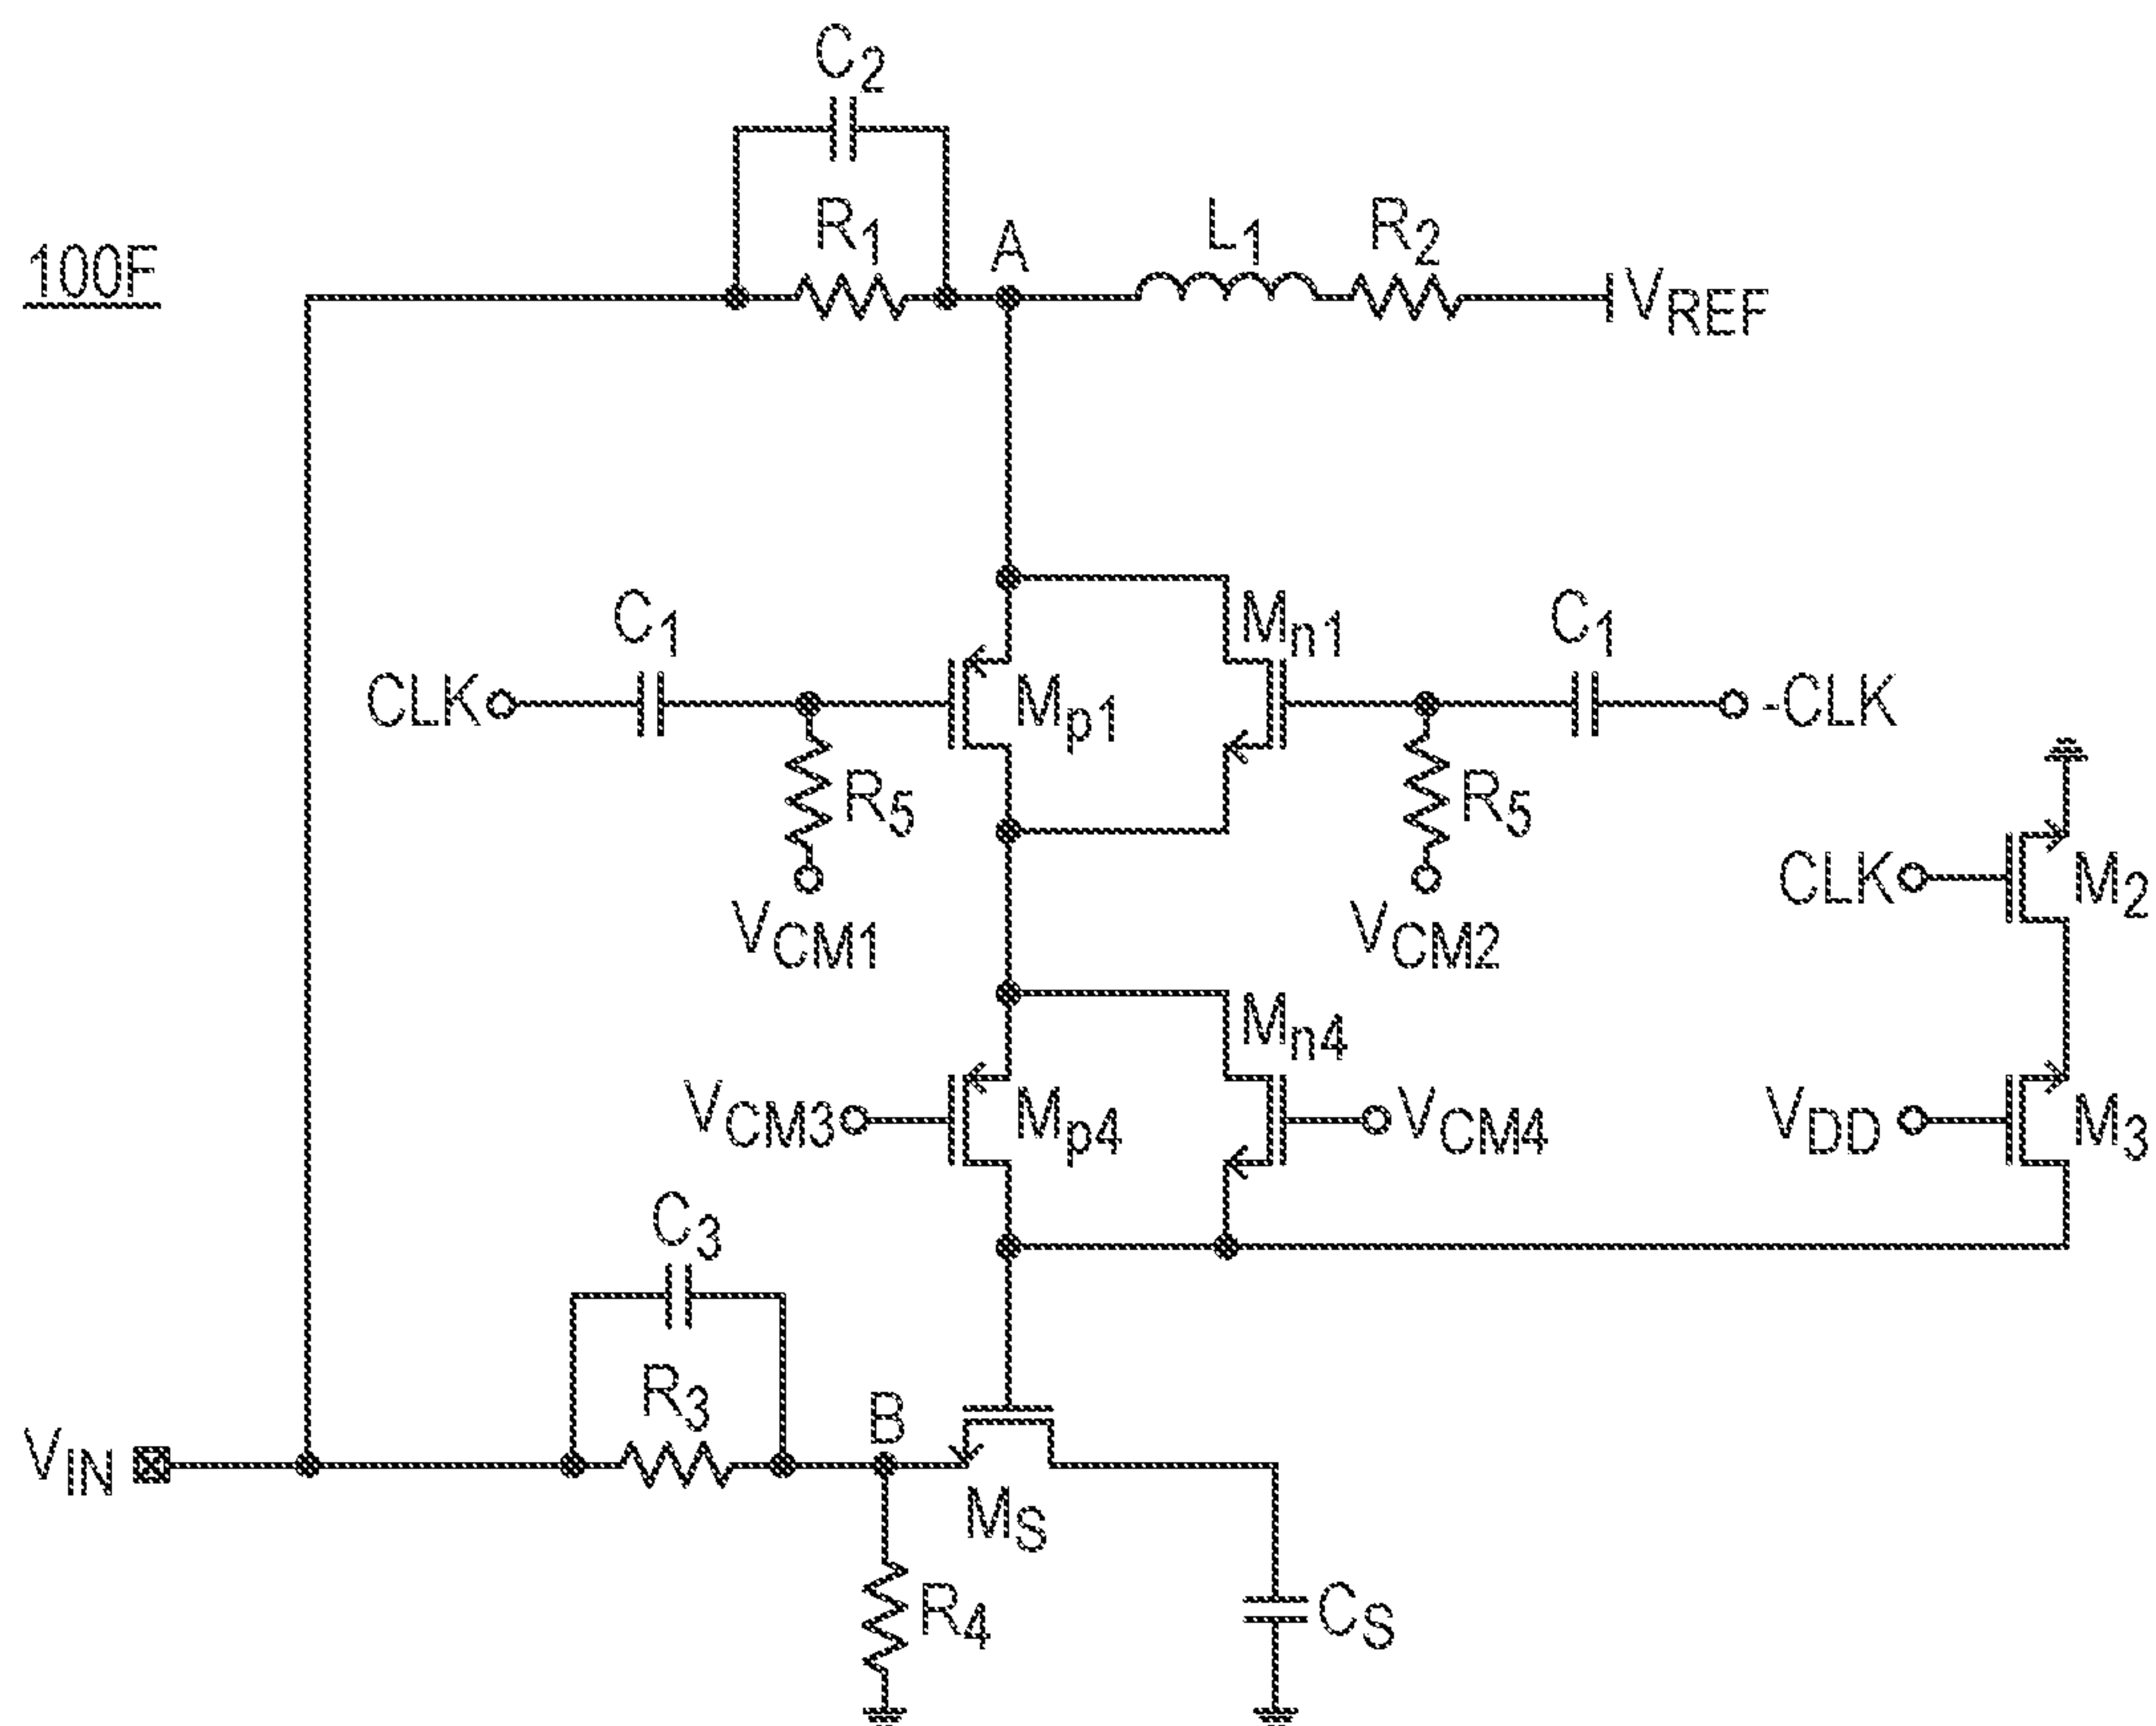 C2
100F
R1
A
L1
R2
VREF
C1
Mn1
C1
CLK
Mp1
-CLK
R5
R5
VCM1
VCM2
CLK
M2
Mn4
VCM3
Mp4
VCM4
VDD
M3
C3
R3
B
VIN
MS
R4
CS